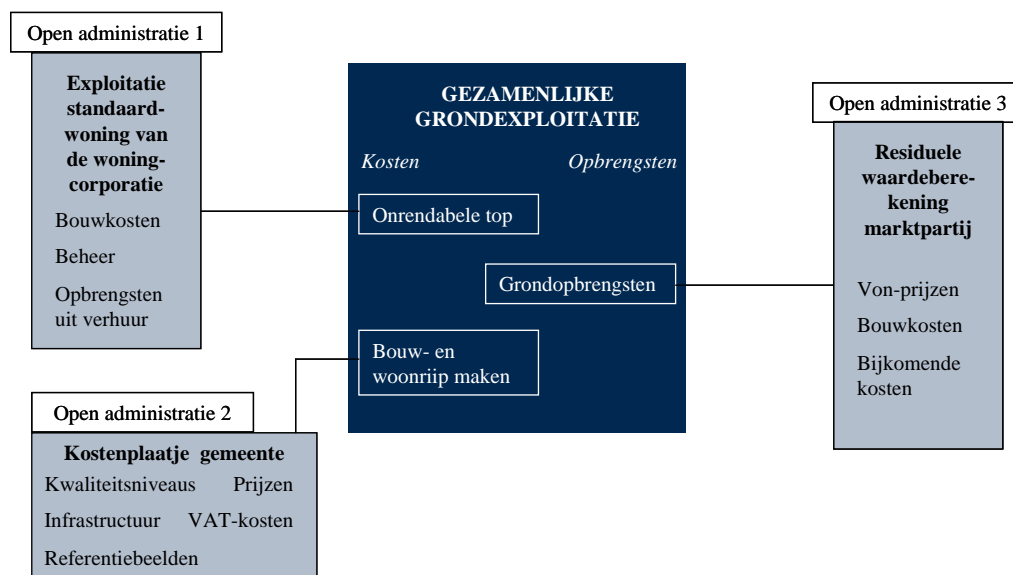 Open administratie 1
Exploitatie
standaard-
woning van
de woning-
corporatie
Bouwkosten
Beheer
Opbrengsten
uit verhuur
GEZAMENLIJKE
GRONDEXPLOITATIE
Kosten Opbrengsten
Onrendabele top
Grondopbrengsten
Bouw- en
woonriip maken
Open administratie 3
Residuele
waardebere-
kening
marktpartij
Von-prijzen
Bouwkosten
Bijkomende
kosten
Open administratie 2
Kostenplaatje gemeente
Kwaliteitsniveaus Prijzen
Infrastructuur VAT-kosten
Referentiebeelden